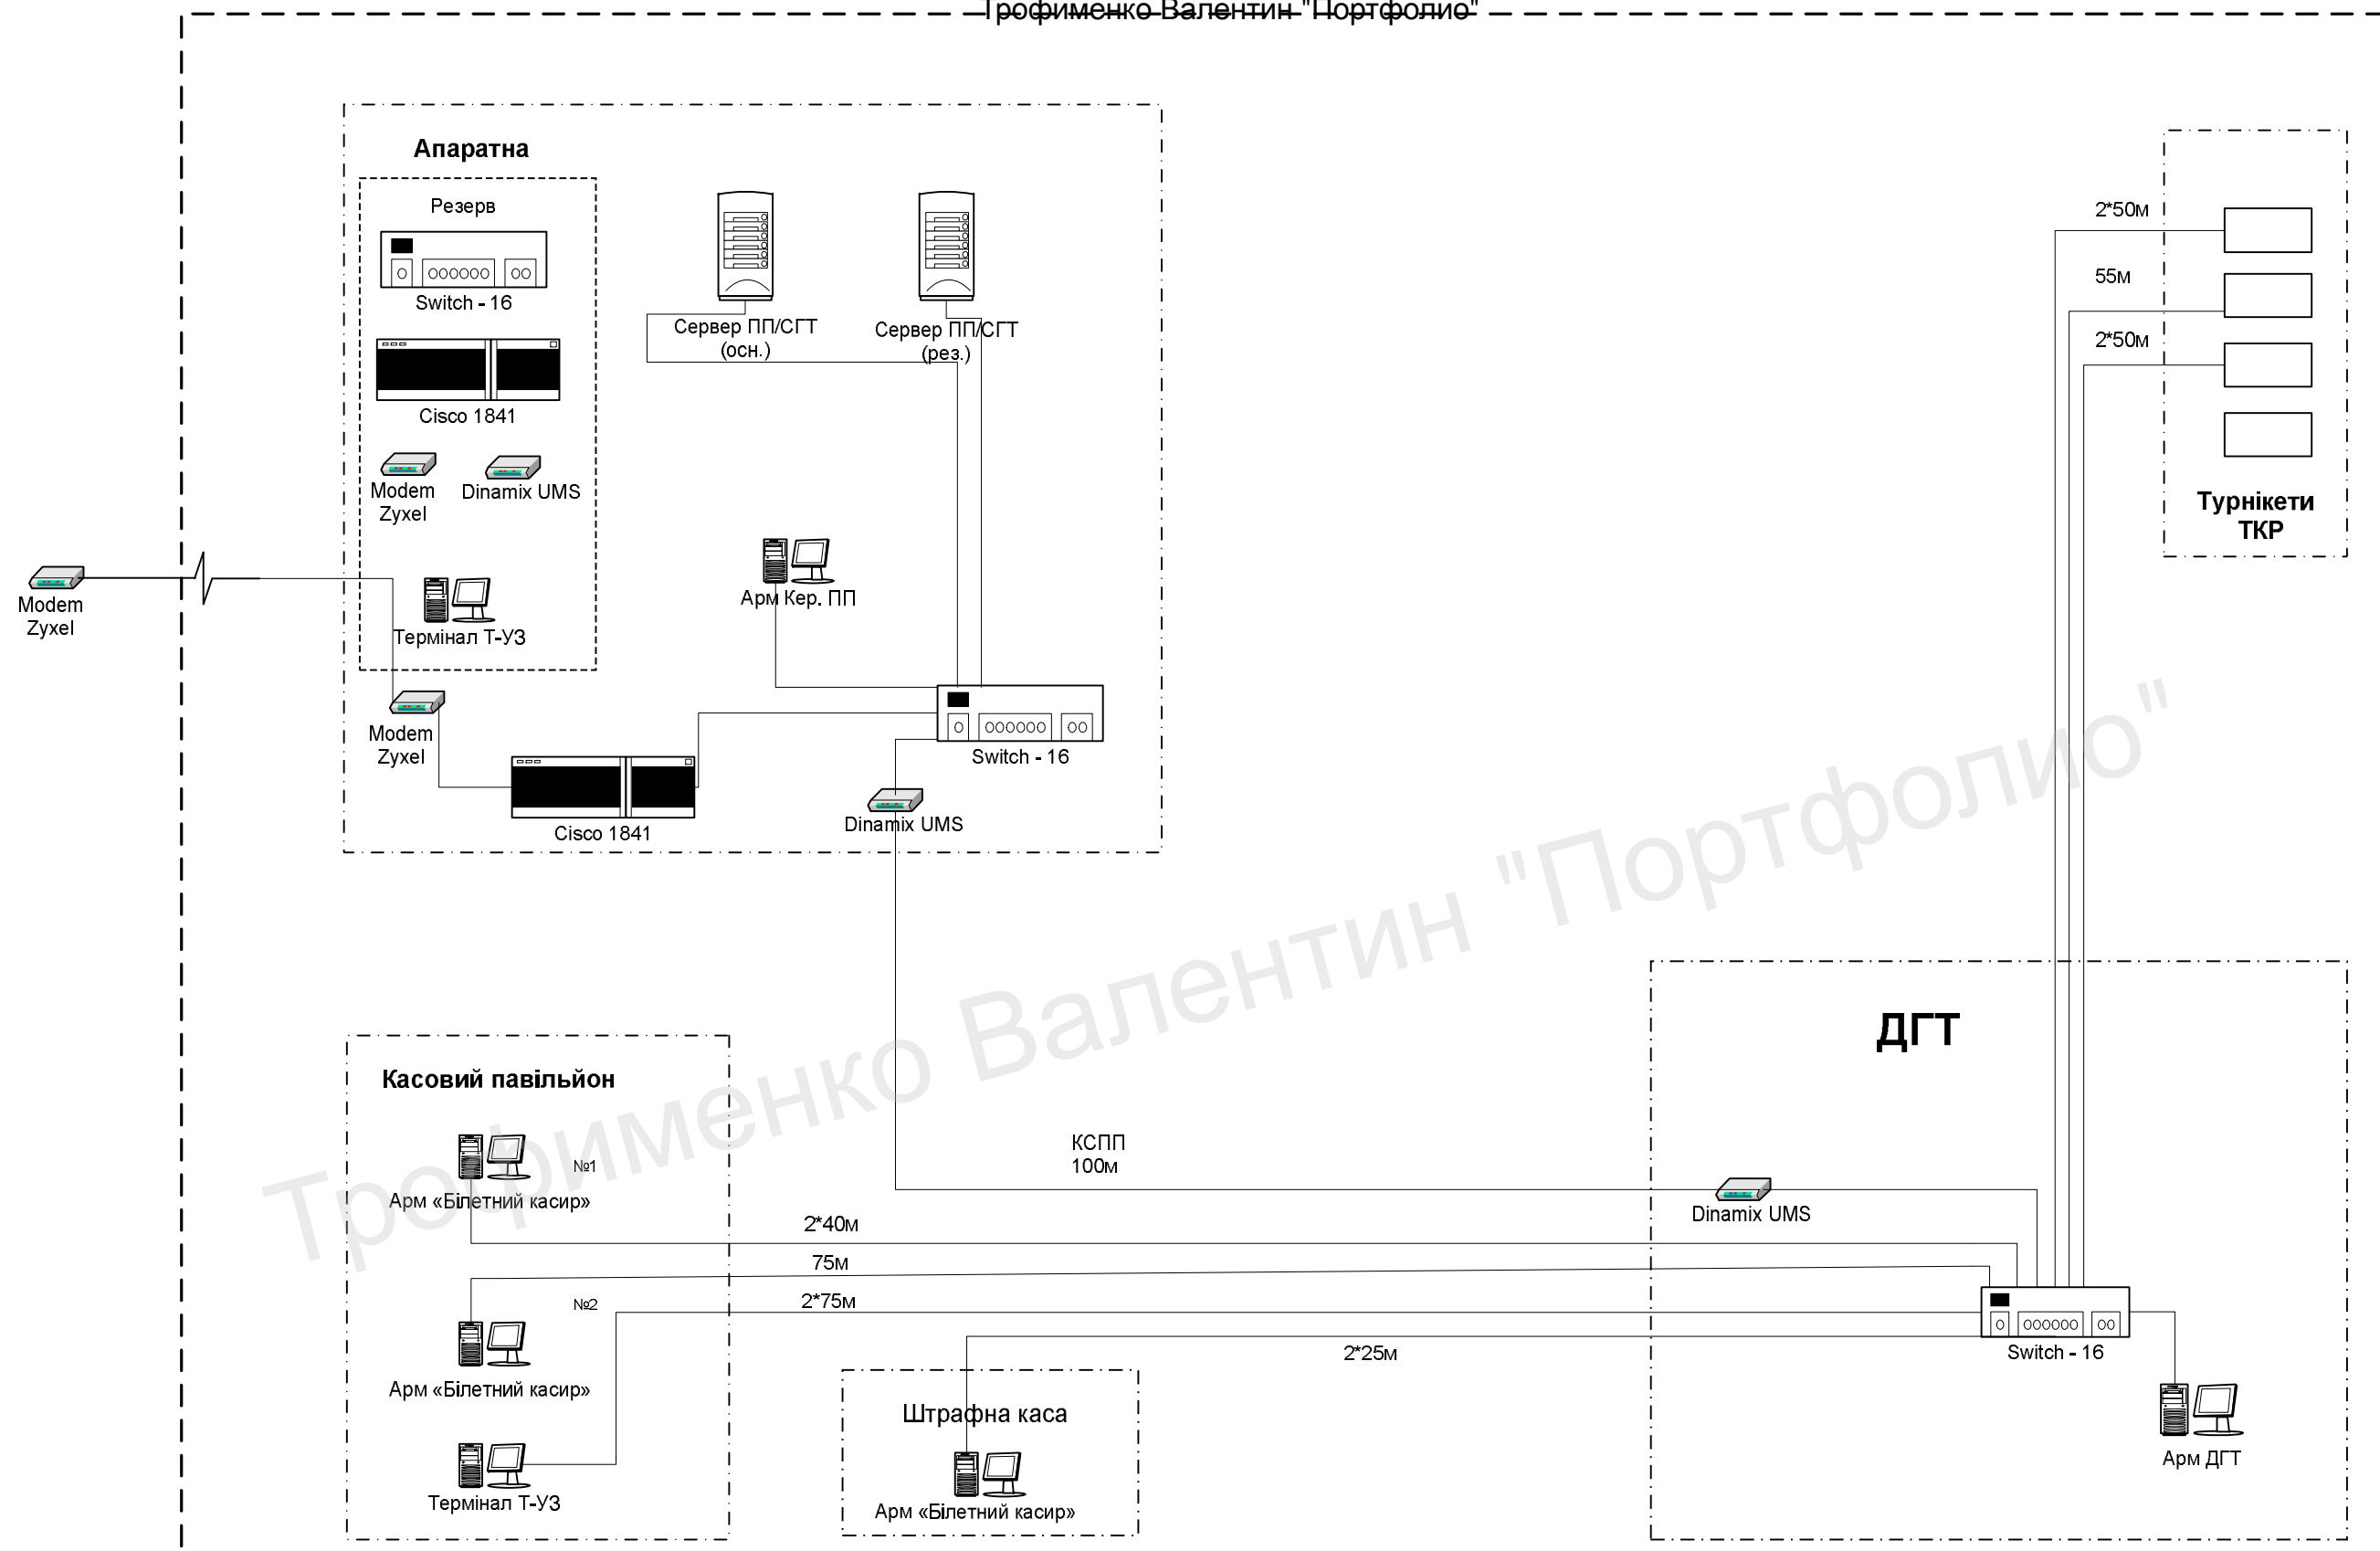 Трофименко Валентин "Портфолио"
Апаратна
Резерв
Switch - 16
Cisco 1841
Modem
Zyxel
Dinamix UMS
Термінал Т-УЗ
Сервер ПП/СГТ
(осн.)
Сервер ПП/СГТ
(рез.)
Арм Кер. ПП
Modem
Zyxel
Modem
Zyxel
Cisco 1841
Switch - 16
Dinamix UMS
2*50м
55м
2*50м
Турнікети
ТКР
Трофименко Валентин "Портфолио"
Касовий павільйон
№1
Арм «Білетний касир»
№2
Арм «Білетний касир»
Термінал Т-УЗ
КСПП
100м
2*40м
75м
2*75м
2*25м
Штрафна каса
Арм «Білетний касир»
ДГТ
Dinamix UMS
Switch - 16
Арм ДГТ